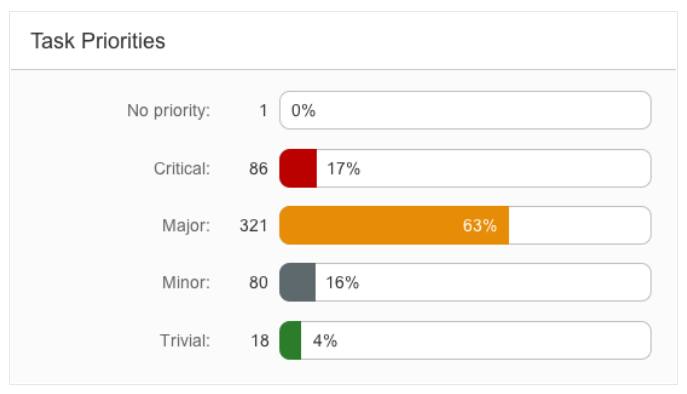 Task Priorities
No priority: 1 0%
Critical: 86 17%
Major: 321 63%
Minor: 80 16%
Trivial: 18 4%